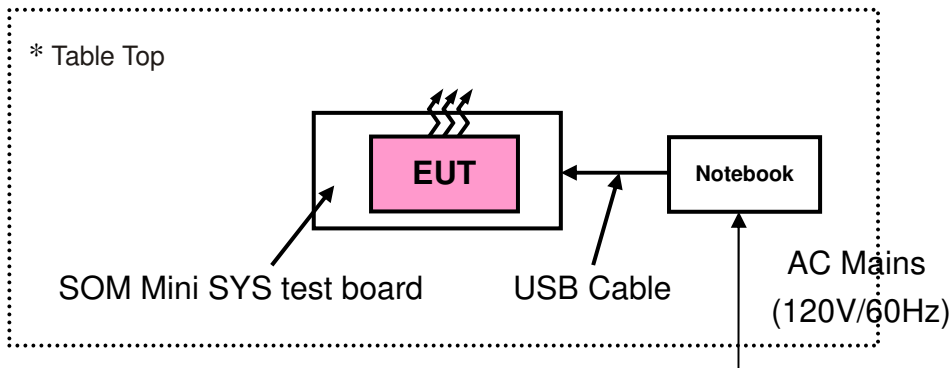 * Table Top
EUT
Notebook
SOM Mini SYS test board
USB Cable
AC Mains
(120V/60Hz)